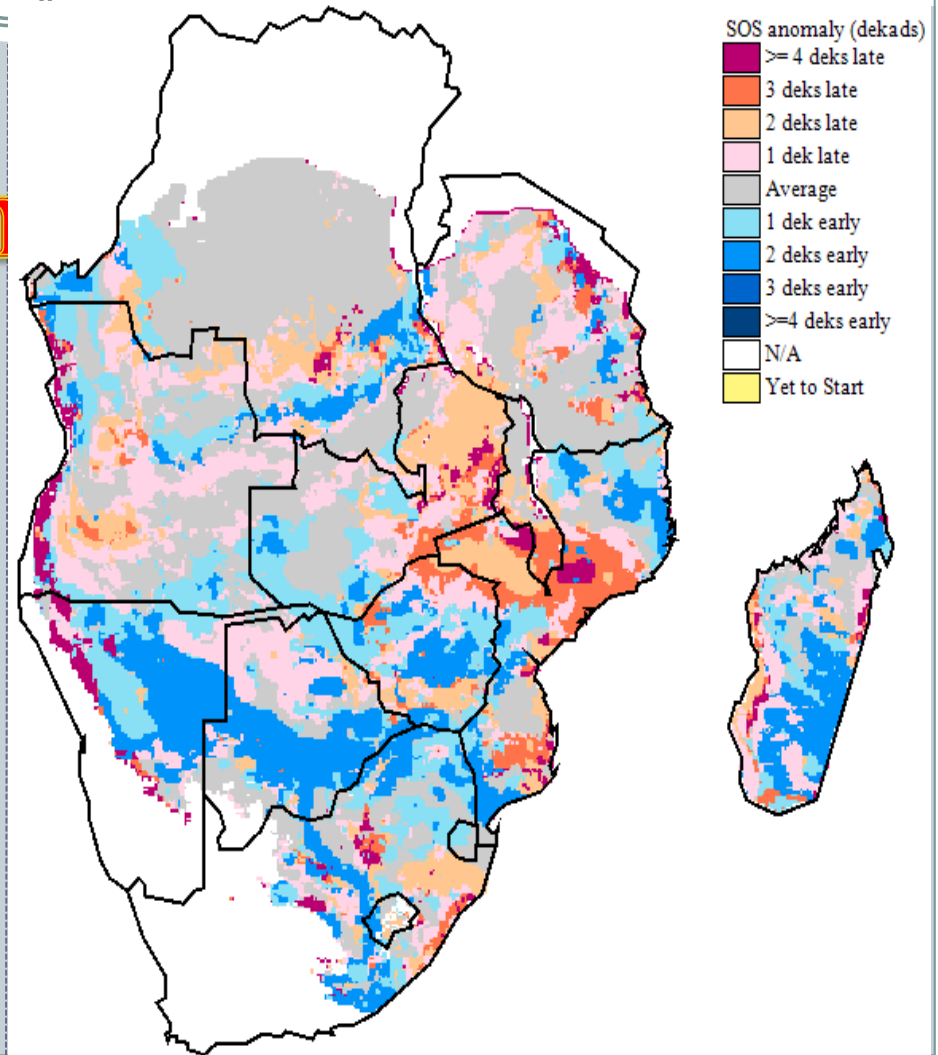 SOS anomaly (dekads)
>= 4 deks late
3 deks late
2 deks late
1 dek late
Average
1 dek early
2 deks early
3 deks early
>=4 deks early
N/A
Yet to Start